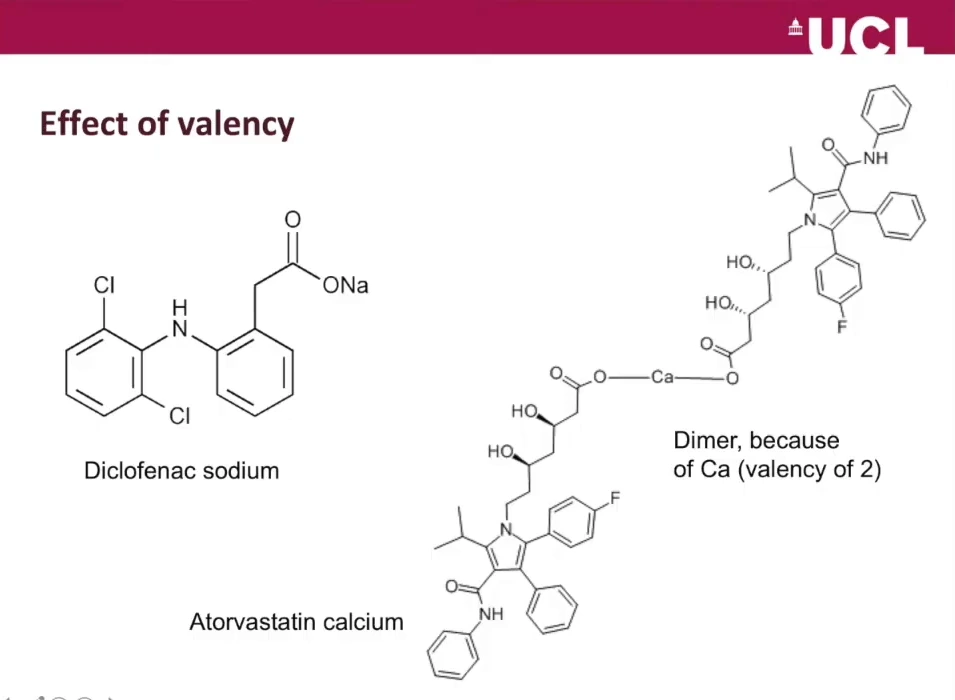 UCL
Effect of valency
O
ONa
Cl
H
N
Cl
Diclofenac sodium
O
NH
N
HO
HO
F
O
O
Ca
O
O
HO
HO
F
N
O
NH
Dimer, because
of Ca (valency of 2)
Atorvastatin calcium